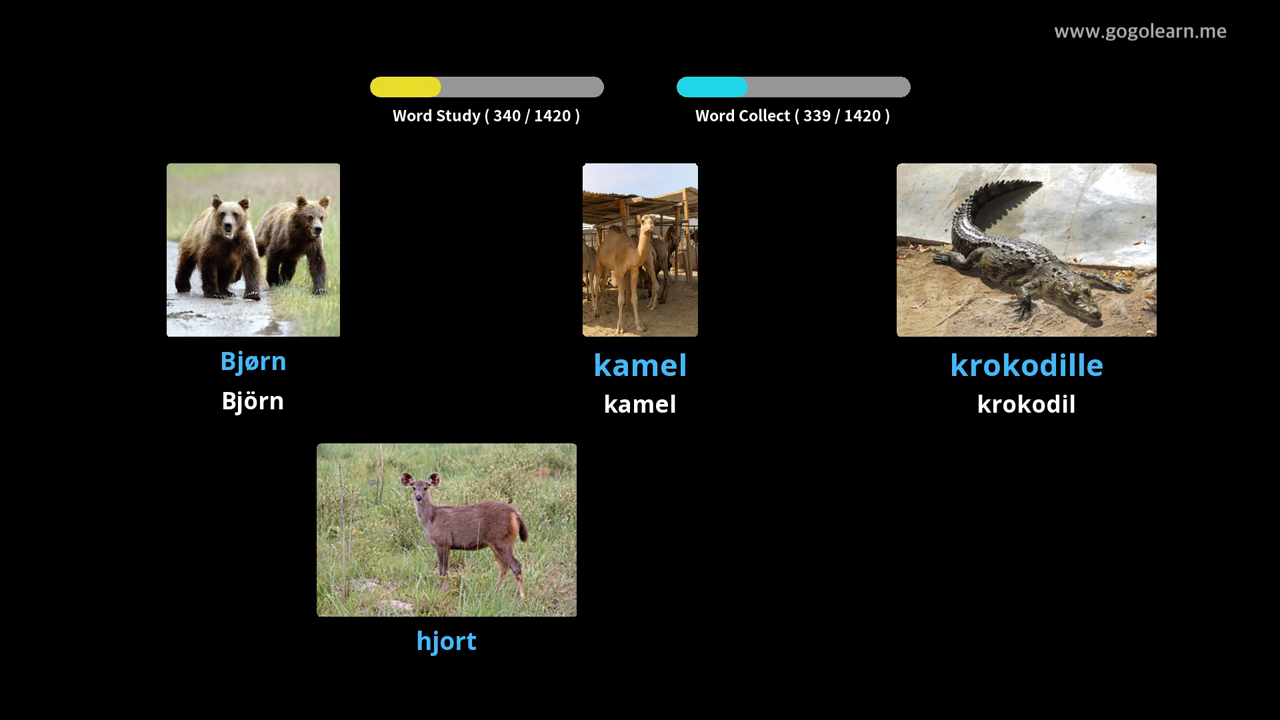 www.gogolearn.me
Word Study ( 340 / 1420 )
Word Collect ( 339 / 1420 )
Bjørn
Björn
kamel
kamel
krokodille
krokodil
hjort